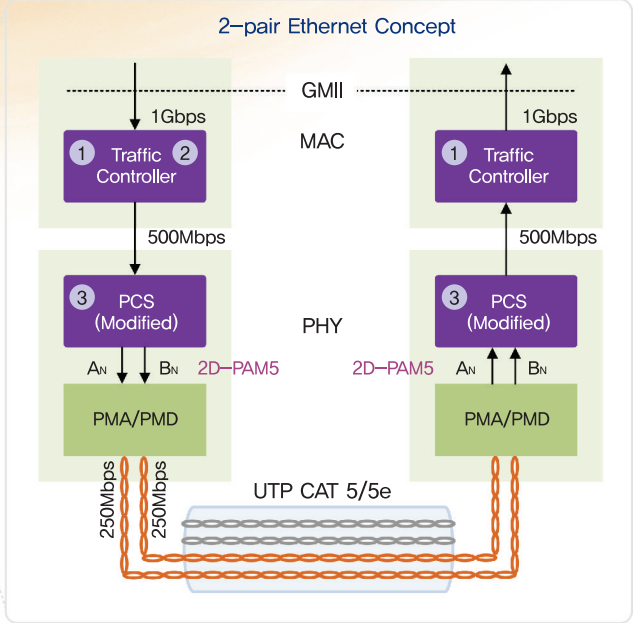 2-pair Ethernet Concept
GMII
1Gbps
1Gbps
MAC
1 Traffic 2
Controller
1 Traffic
Controller
500Mbps
500Mbps
3 PCS
(Modified)
PHY
3 PCS
(Modified)
AN BN 2D-PAM5
2D-PAM5 AN BN
PMA/PMD
PMA/PMD
250Mbps
250Mbps
UTP CAT 5/5e